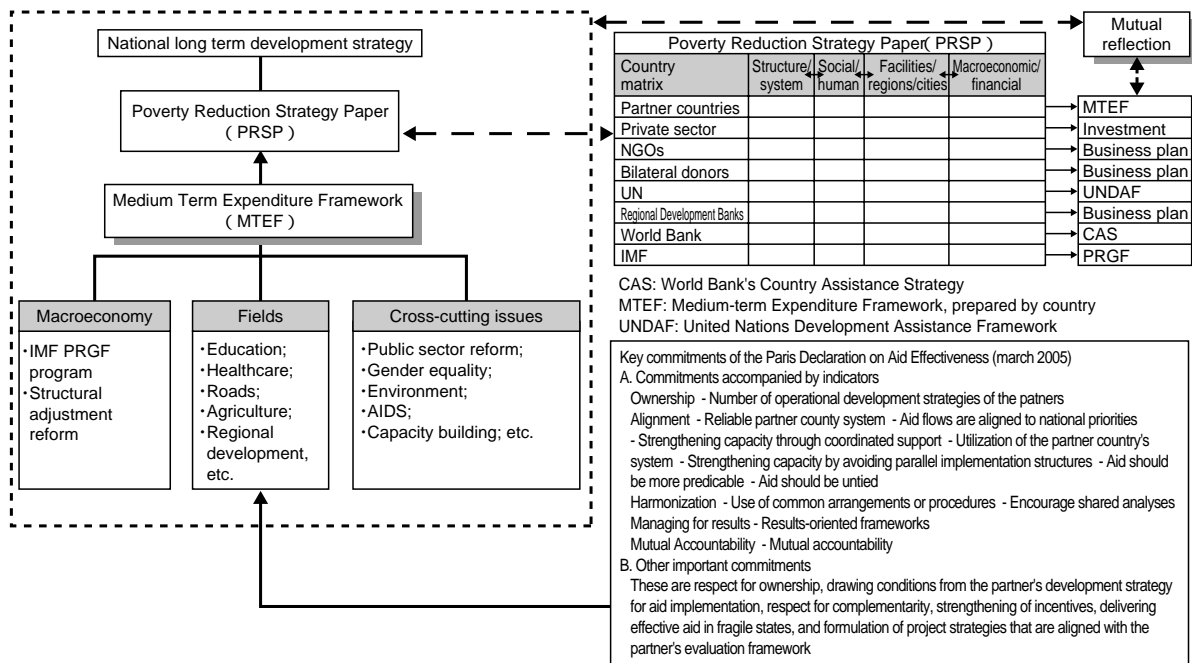 National long term development strategy
Poverty Reduction Strategy Paper
( PRSP )
Medium Term Expenditure Framework
( MTEF )
Macroeconomy
・IMF PRGF
program
・Structural
adjustment
reform
Fields
・Education;
・Healthcare;
・Roads;
・Agriculture;
・Regional
development,
etc.
Cross-cutting issues
・Public sector reform;
・Gender equality;
・Environment;
・AIDS;
・Capacity building; etc.
Mutual
reflection
Poverty Reduction Strategy Paper( PRSP )
Country
matrix
Structure/
system
Social/
human
Facilities/
regions/cities
Macroeconomic/
financial
Partner countries
MTEF
Private sector
Investment
NGOs
Business plan
Bilateral donors
Business plan
UN
UNDAF
Regional Development Banks
Business plan
World Bank
CAS
IMF
PRGF
CAS: World Bank's Country Assistance Strategy
MTEF: Medium-term Expenditure Framework, prepared by country
UNDAF: United Nations Development Assistance Framework
Key commitments of the Paris Declaration on Aid Effectiveness (march 2005)
A. Commitments accompanied by indicators
Ownership - Number of operational development strategies of the patners
Alignment - Reliable partner county system - Aid flows are aligned to national priorities
- Strengthening capacity through coordinated support - Utilization of the partner country's
system - Strengthening capacity by avoiding parallel implementation structures - Aid should
be more predicable - Aid should be untied
Harmonization - Use of common arrangements or procedures - Encourage shared analyses
Managing for results - Results-oriented frameworks
Mutual Accountability - Mutual accountability
B. Other important commitments
These are respect for ownership, drawing conditions from the partner's development strategy
for aid implementation, respect for complementarity, strengthening of incentives, delivering
effective aid in fragile states, and formulation of project strategies that are aligned with the
partner's evaluation framework